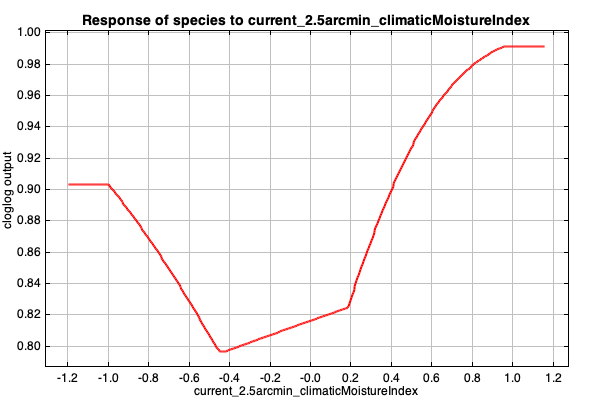 Response of species to current_2.5arcmin_climaticMoistureIndex
1.00
0.98
0.96
0.94
0.92
0.90
0.88
0.86
0.84
0.82
0.80
cloglog output
-1.2 -1.0 -0.8 -0.6 -0.4 -0.2 -0.0 0.2 0.4 0.6 0.8 1.0 1.2
current_2.5arcmin_climaticMoistureIndex